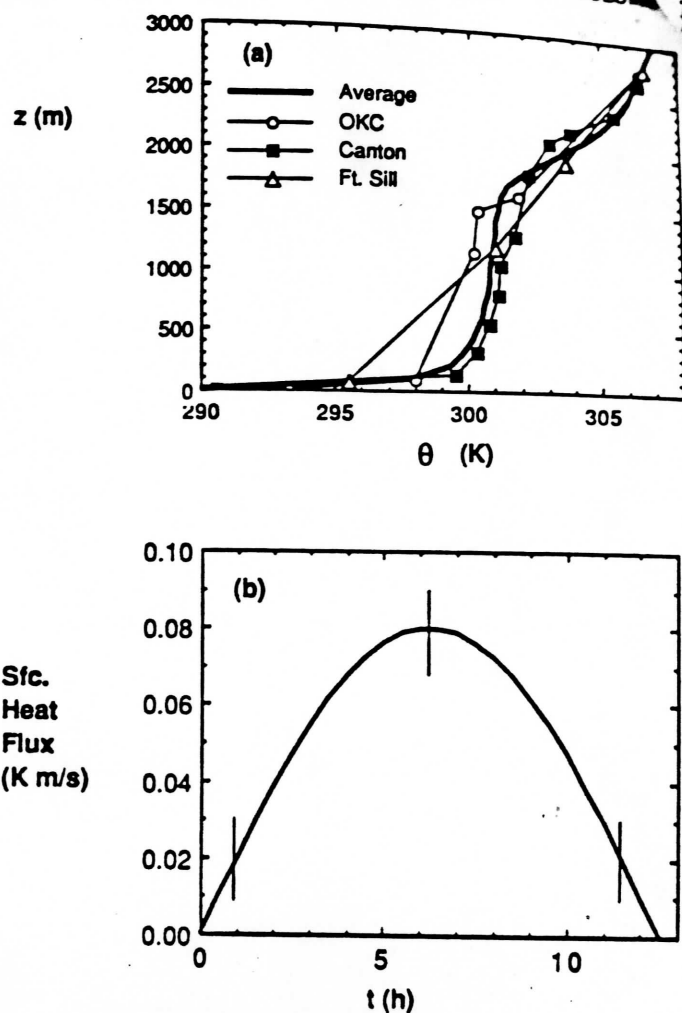 3000
(a)
2500
z (m)
Average
OKC
2000
Canton
Ft. Sill
1500
1000
500
0
290
295
300
305
θ (K)
0.10
(b)
0.08
Sfc.
Heat
Flux
(K m/s)
0.06
0.04
0.02
0.00
0
5
10
t (h)